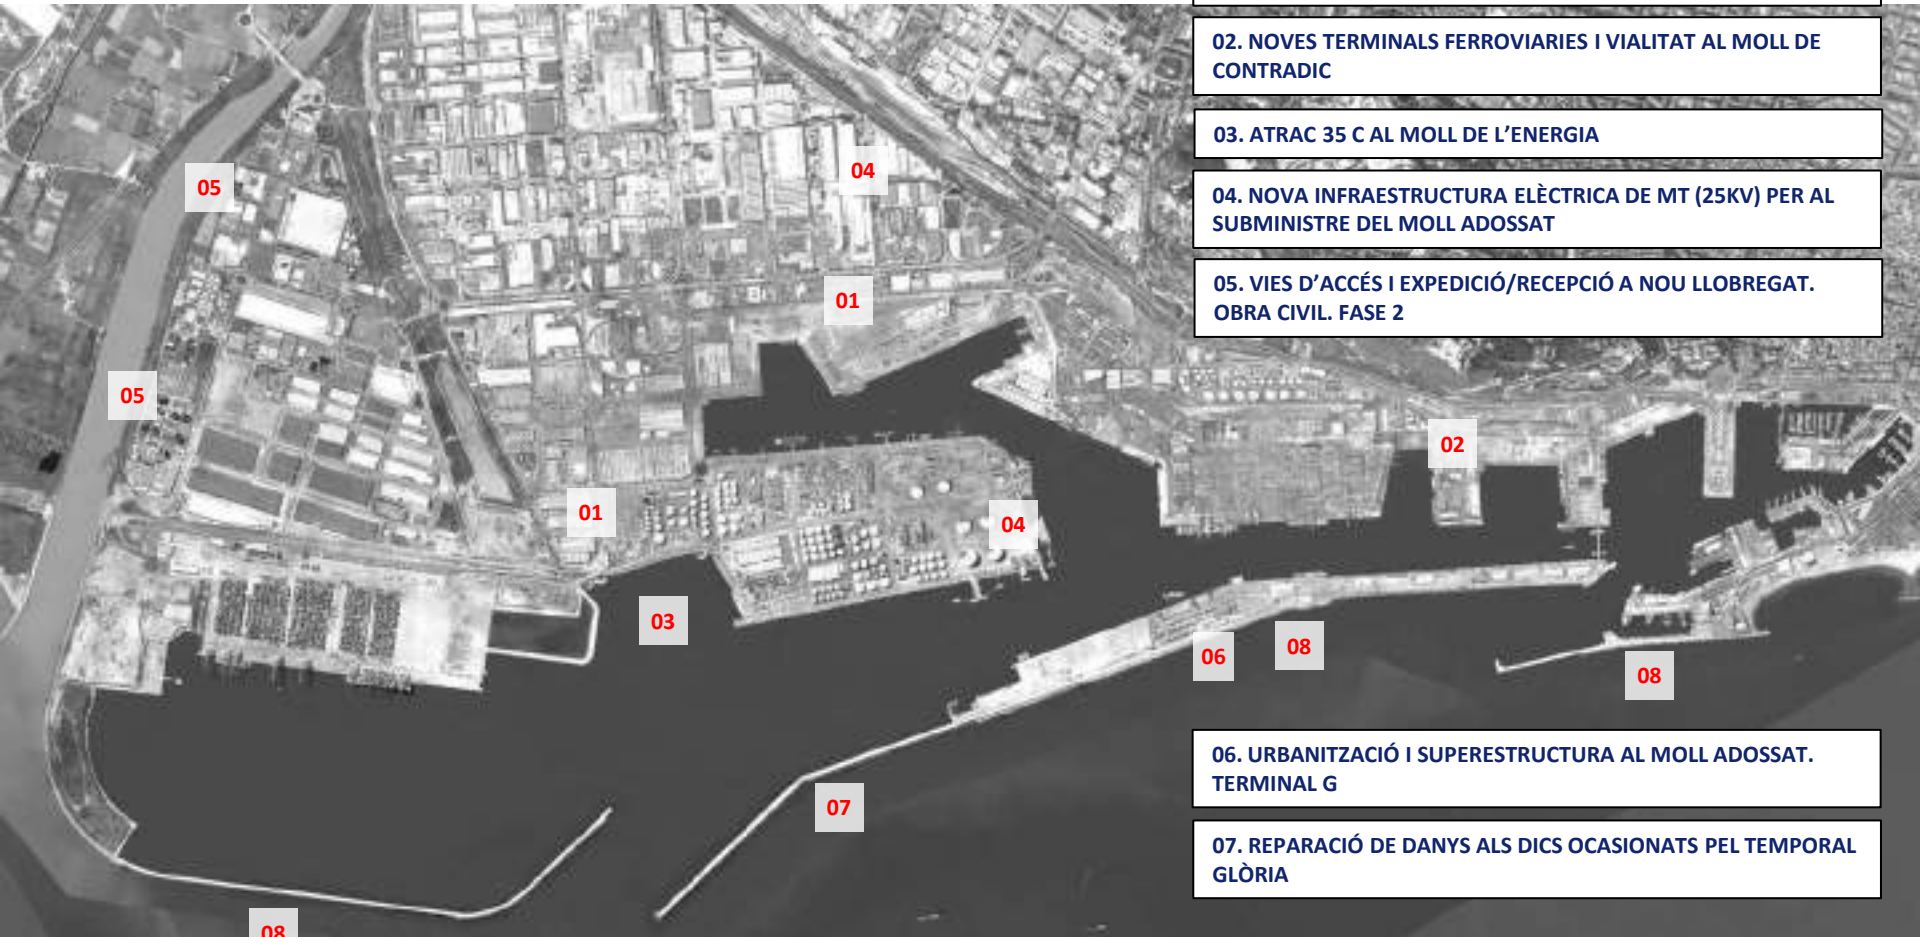 02. NOVES TERMINALS FERROVIARIES I VIALITAT AL MOLL DE
CONTRADIC
03. ATRAC 35 C AL MOLL DE L'ENERGIA
04. NOVA INFRAESTRUCTURA ELÈCTRICA DE MT (25KV) PER AL
SUBMINISTRE DEL MOLL ADOSSAT
05. VIES D'ACCÉS I EXPEDICIÓ/RECEPCIÓ A NOU LLOBREGAT.
OBRA CIVIL. FASE 2
04
05
01
05
02
01
04
03
08
06
08
06. URBANITZACIÓ I SUPERESTRUCTURA AL MOLL ADOSSAT.
TERMINAL G
07
07. REPARACIÓ DE DANYS ALS DICS OCASIONATS PEL TEMPORAL
GLÒRIA
08